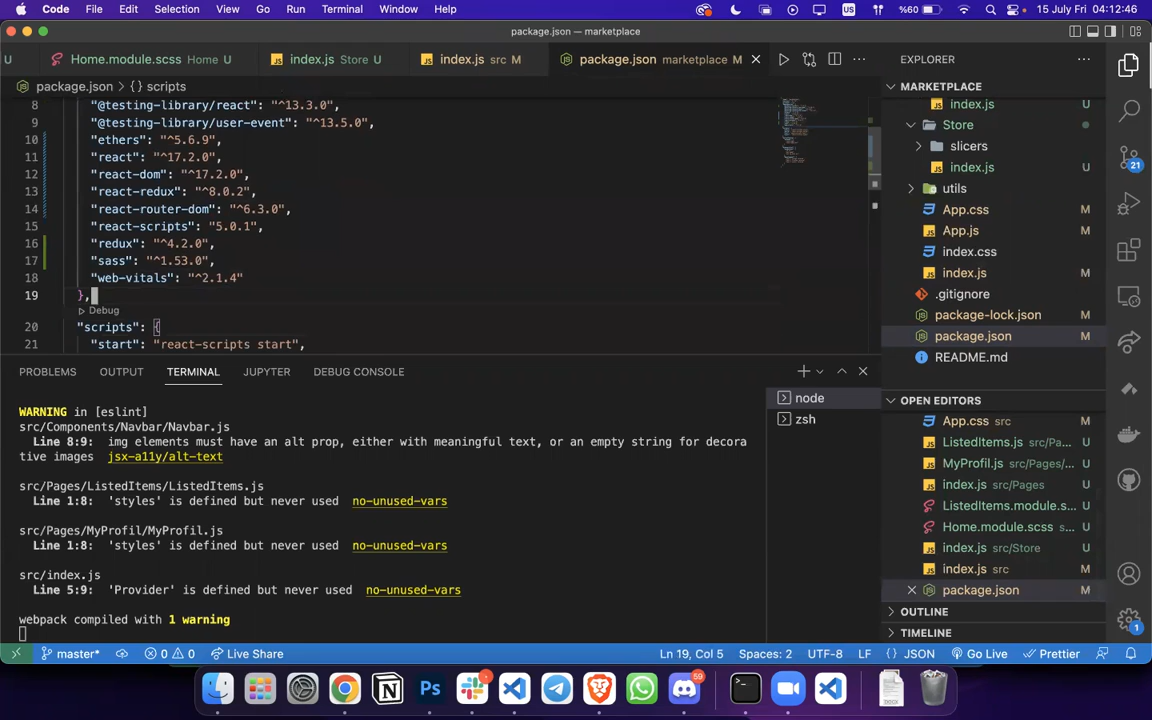 Code File Edit Selection View Go Run Terminal Window Help US %60 15 July Fri 04:12:46
package.json — marketplace
U Home.module.scss Home U index.js Store U index.js src M package.json marketplace M
package.json > {} scripts
8 "@testing-library/react": "^13.3.0",
9 "@testing-library/user-event": "^13.5.0",
10 "ethers": "^5.6.9",
11 "react": "^17.2.0",
12 "react-dom": "^17.2.0",
13 "react-redux": "^8.0.2",
14 "react-router-dom": "^6.3.0",
15 "react-scripts": "5.0.1",
16 "redux": "^4.2.0",
17 "sass": "^1.53.0",
18 "web-vitals": "^2.1.4"
19 },
Debug
20 "scripts": {
21 "start": "react-scripts start",
PROBLEMS OUTPUT TERMINAL JUPYTER DEBUG CONSOLE
WARNING in [eslint]
src/Components/Navbar/Navbar.js
Line 8:9: img elements must have an alt prop, either with meaningful text, or an empty string for decora
tive images jsx-a11y/alt-text
src/Pages/ListedItems/ListedItems.js
Line 1:8: 'styles' is defined but never used no-unused-vars
src/Pages/MyProfil/MyProfil.js
Line 1:8: 'styles' is defined but never used no-unused-vars
src/index.js
Line 5:9: 'Provider' is defined but never used no-unused-vars
webpack compiled with 1 warning
node
zsh
EXPLORER
MARKETPLACE
index.js U
Store
slicers
index.js U
utils
App.css M
App.js M
index.css
index.js M
.gitignore
package-lock.json M
package.json M
README.md
OPEN EDITORS
App.css src M
ListedItems.js src/Pa... U
MyProfil.js src/Pages/... U
index.js src/Pages U
ListedItems.module.s... U
Home.module.scss ... U
index.js src/Store U
index.js src M
package.json M
OUTLINE
TIMELINE
21
1
master* 0 0 Live Share Ln 19, Col 5 Spaces: 2 UTF-8 LF {} JSON Go Live Prettier
Ps
59